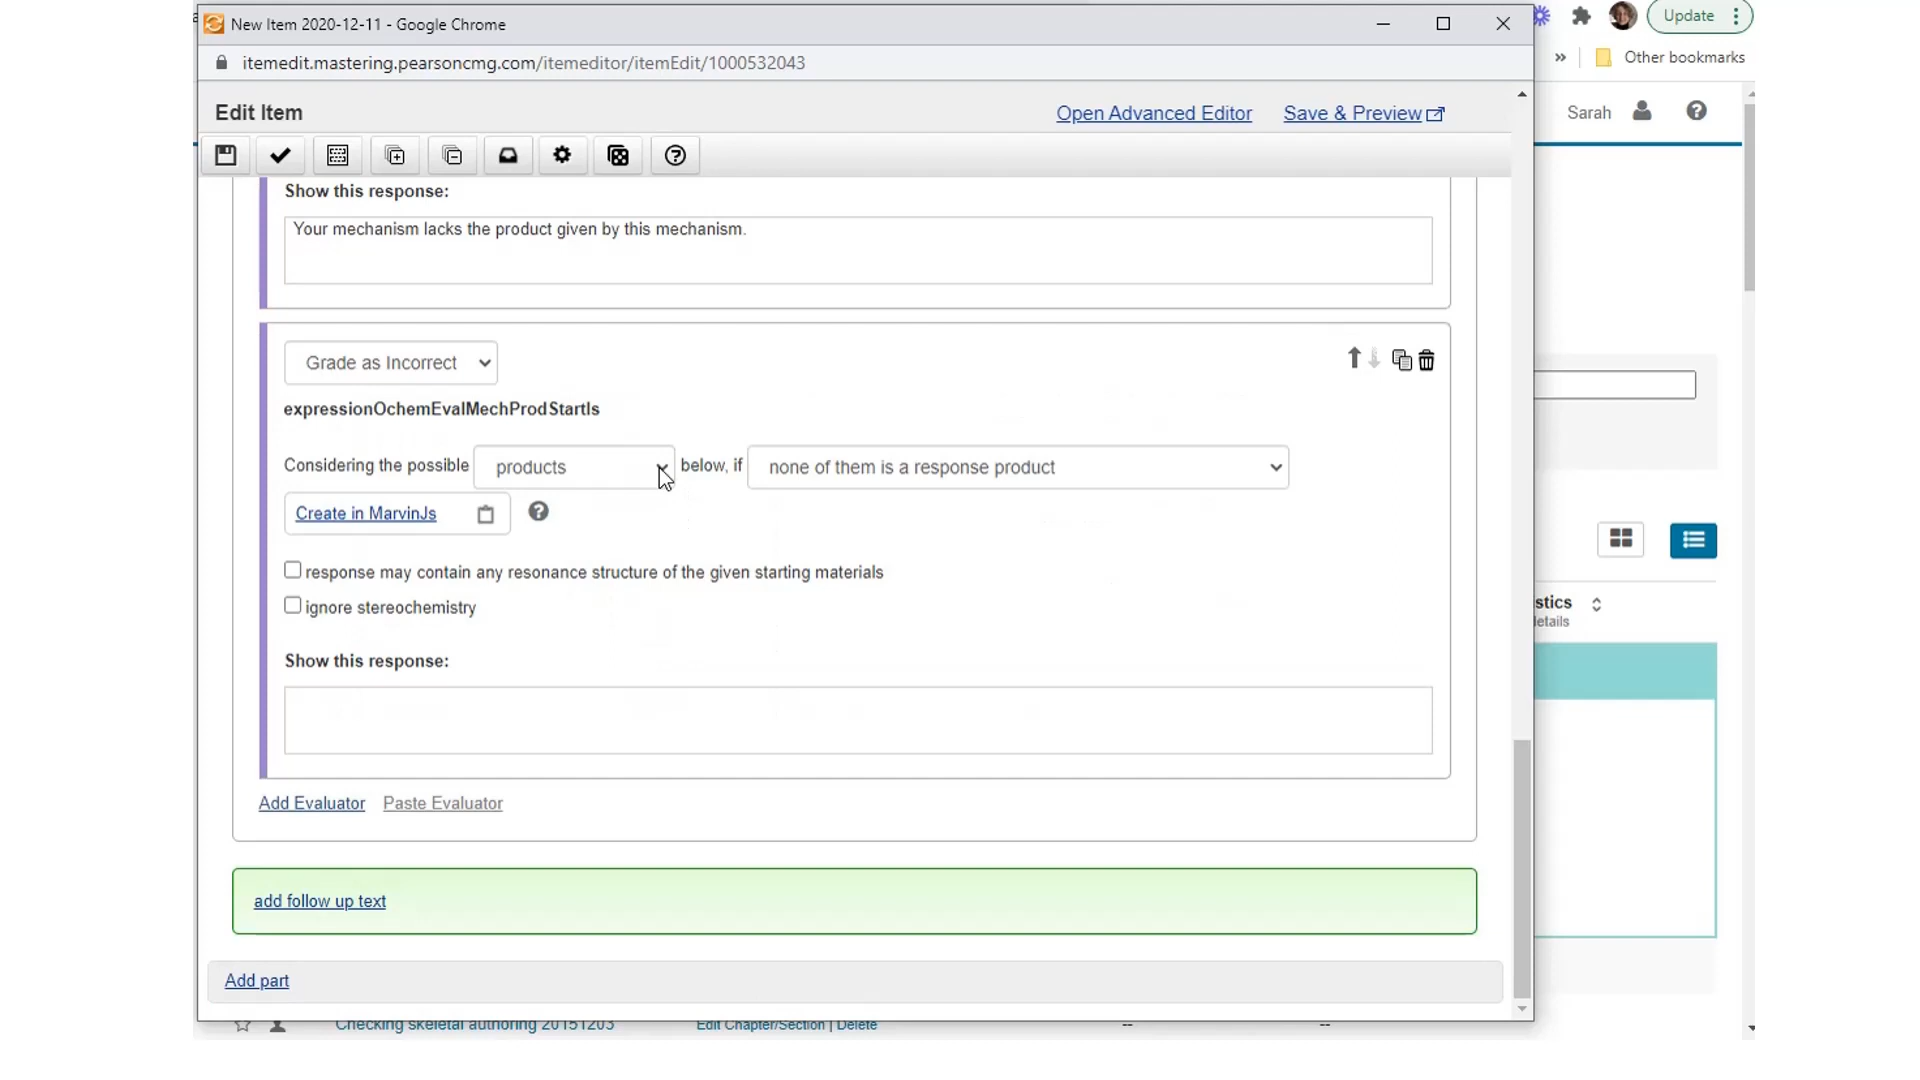 New Item 2020-12-11 - Google Chrome
Update
itemedit.mastering.pearsoncmg.com/itemeditor/itemEdit/1000532043
» Other bookmarks
Edit Item
Open Advanced Editor
Save & Preview
Sarah
Show this response:
Your mechanism lacks the product given by this mechanism.
Grade as Incorrect
expressionOchemEvalMechProdStartIs
Considering the possible products below, if none of them is a response product
Create in MarvinJs
response may contain any resonance structure of the given starting materials
ignore stereochemistry
stics
etails
Show this response:
Add Evaluator Paste Evaluator
add follow up text
Add part
Checking skeletal authoring 20151203 Edit Chapter/Section | Delete -- --